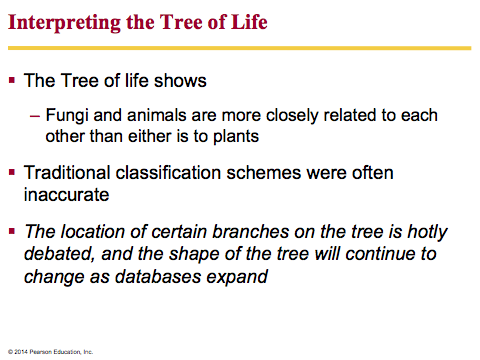 Interpreting the Tree of Life
▪ The Tree of life shows
– Fungi and animals are more closely related to each
other than either is to plants
▪ Traditional classification schemes were often
inaccurate
▪ The location of certain branches on the tree is hotly
debated, and the shape of the tree will continue to
change as databases expand
© 2014 Pearson Education, Inc.